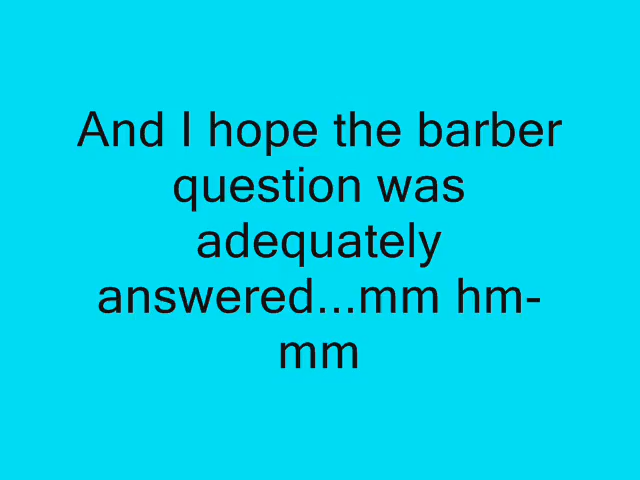 And I hope the barber
question was
adequately
answered...mm hm-
mm